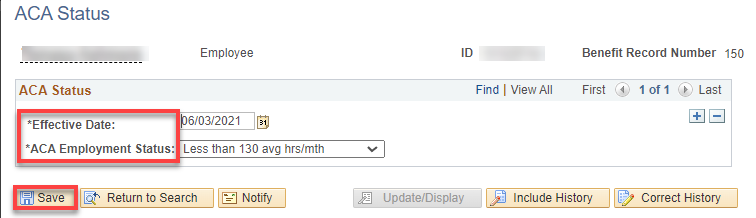 ACA Status
Employee ID Benefit Record Number 150
ACA Status Find | View All First 1 of 1 Last
*Effective Date: 06/03/2021
*ACA Employment Status: Less than 130 avg hrs/mth
Save Return to Search Notify Update/Display Include History Correct History